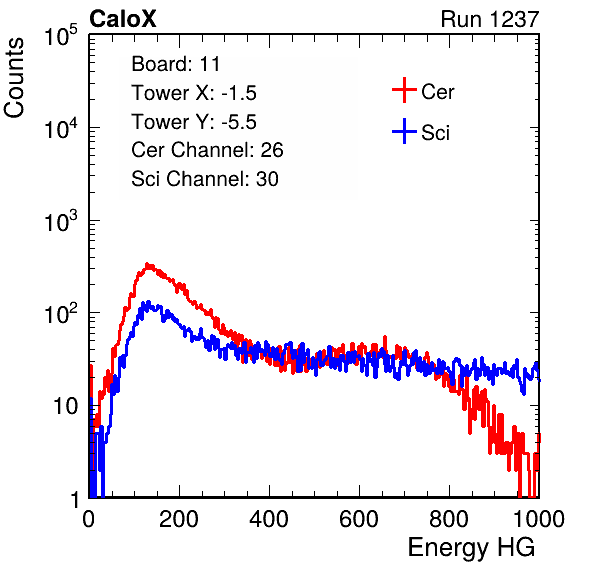 CaloX Run 1237
Counts
Board: 11
Tower X: -1.5
Tower Y: -5.5
Cer Channel: 26
Sci Channel: 30
Cer
Sci
10^5
10^4
10^3
10^2
10
1
0 200 400 600 800 1000
Energy HG